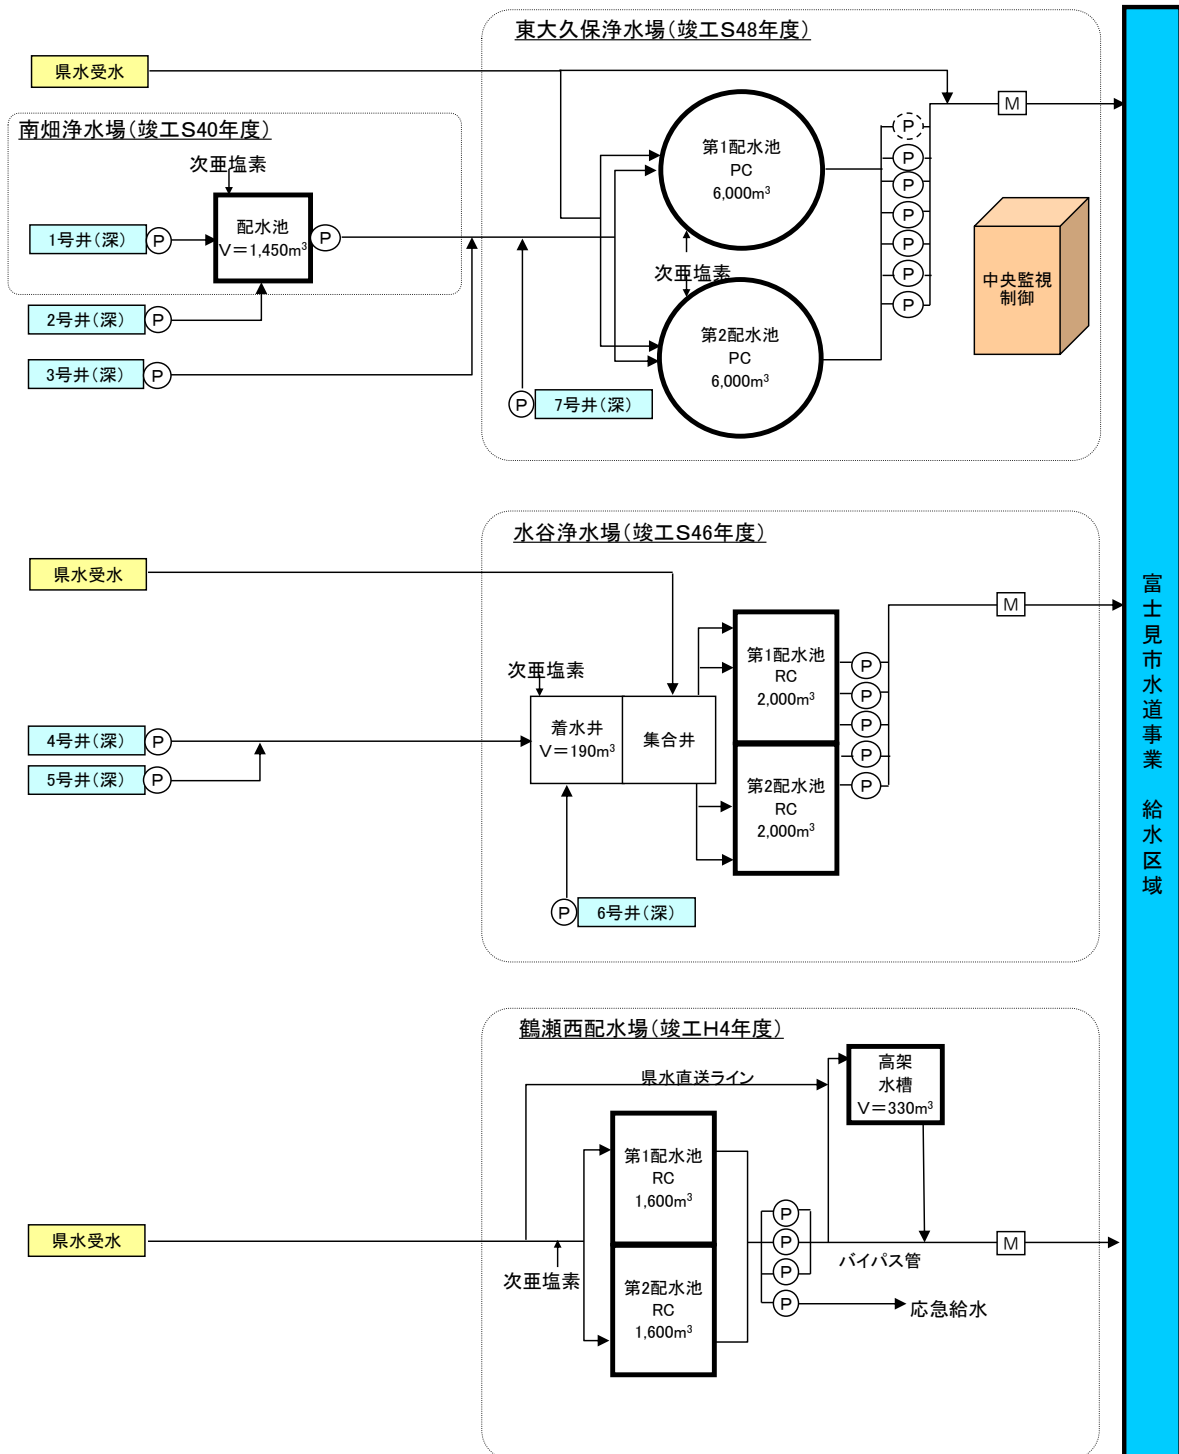 東大久保浄水場(竣工S48年度)
県水受水
M
南畑浄水場(竣工S40年度)
次亜塩素
第1配水池
PC
6,000m³
P
P
P
P
P
P
P
1号井(深)
P
配水池
V=1,450m³
P
次亜塩素
中央監視
制御
2号井(深)
P
第2配水池
PC
6,000m³
3号井(深)
P
P
7号井(深)
水谷浄水場(竣工S46年度)
県水受水
M
第1配水池
RC
2,000m³
P
P
P
P
P
次亜塩素
着水井
V=190m³
集合井
4号井(深)
P
5号井(深)
P
第2配水池
RC
2,000m³
P
6号井(深)
富士見市水道事業 給水区域
鶴瀬西配水場(竣工H4年度)
県水直送ライン
高架
水槽
V=330m³
第1配水池
RC
1,600m³
県水受水
次亜塩素
P
P
P
P
M
バイパス管
応急給水
第2配水池
RC
1,600m³